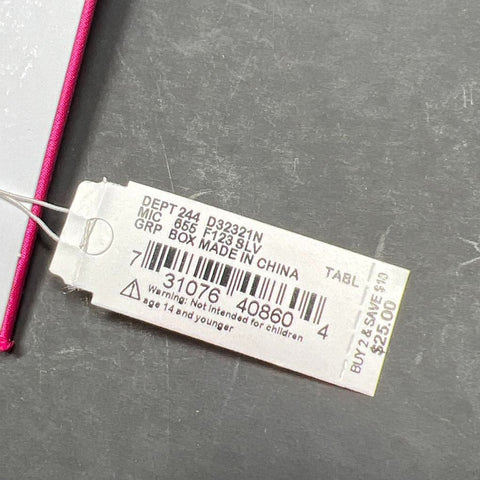 DEPT 244 D32321N
MIC 655 F123 SLV
GRP BOX MADE IN CHINA TABL
7 31076 40860 4
Warning: Not intended for children
age 14 and younger
BUY 2 & SAVE $10
$25.00